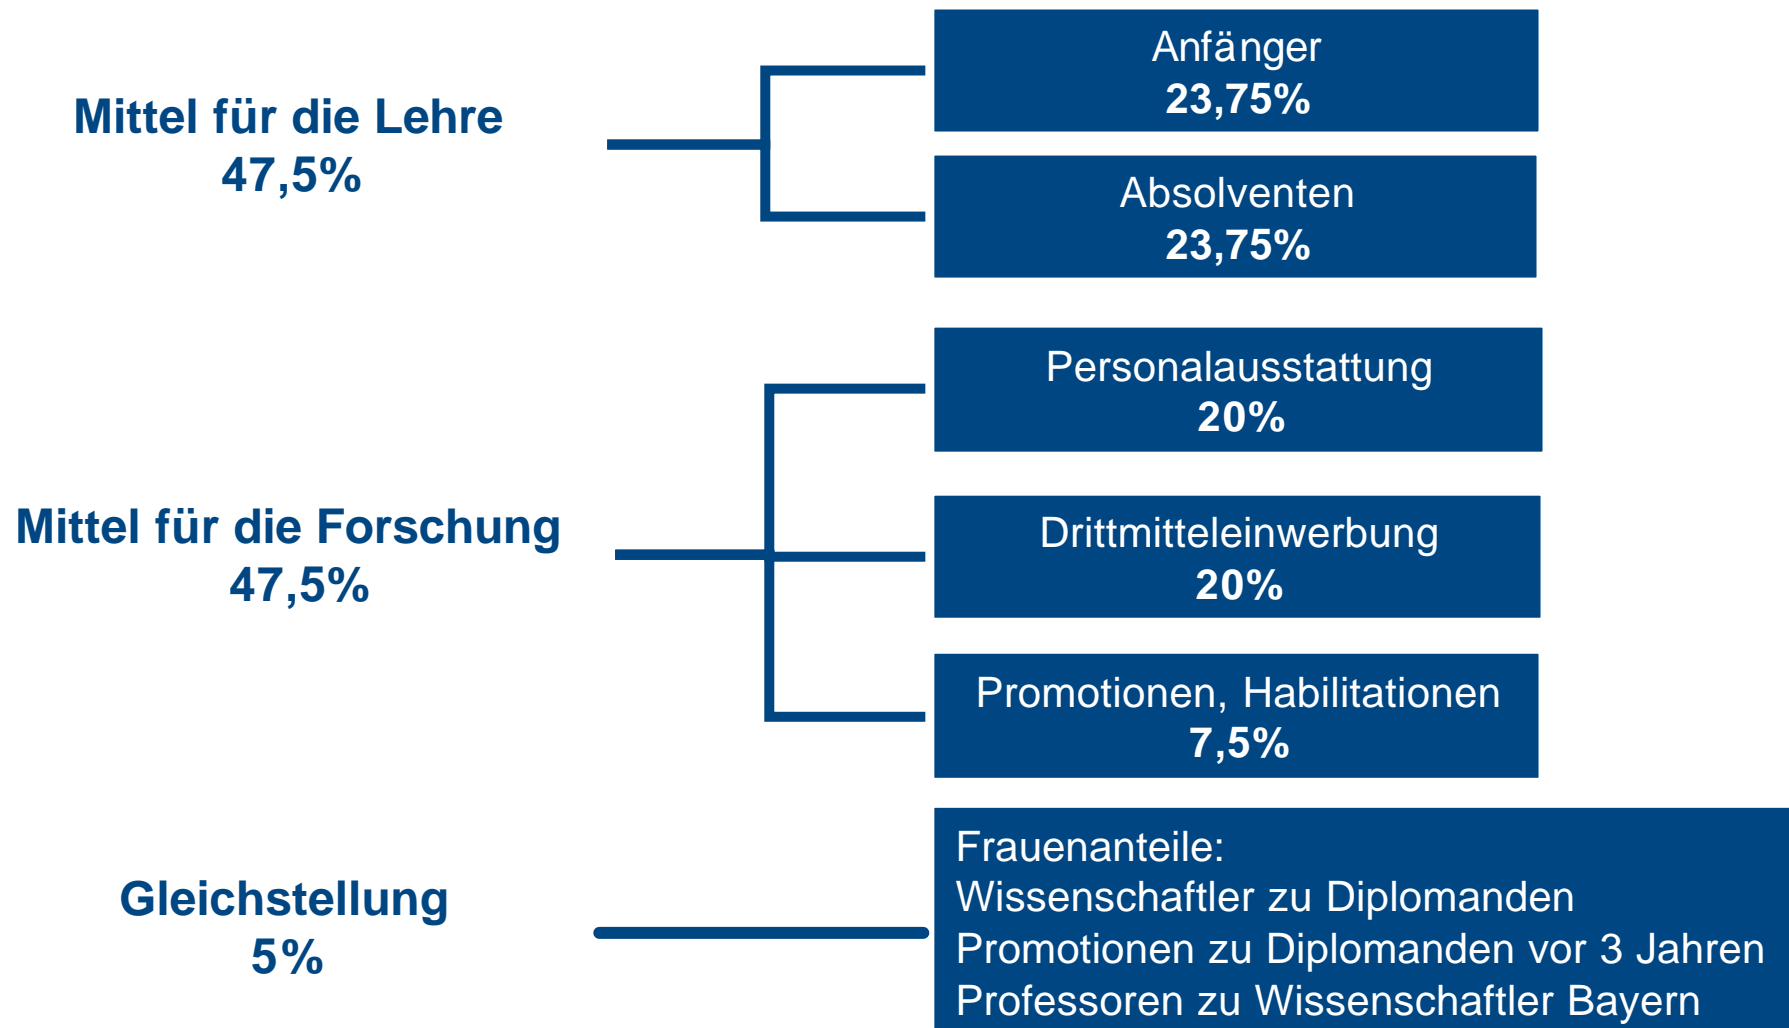 Mittel für die Lehre
47,5%
Anfänger
23,75%
Absolventen
23,75%
Mittel für die Forschung
47,5%
Personalausstattung
20%
Drittmitteleinwerbung
20%
Promotionen, Habilitationen
7,5%
Gleichstellung
5%
Frauenanteile:
Wissenschaftler zu Diplomanden
Promotionen zu Diplomanden vor 3 Jahren
Professoren zu Wissenschaftler Bayern